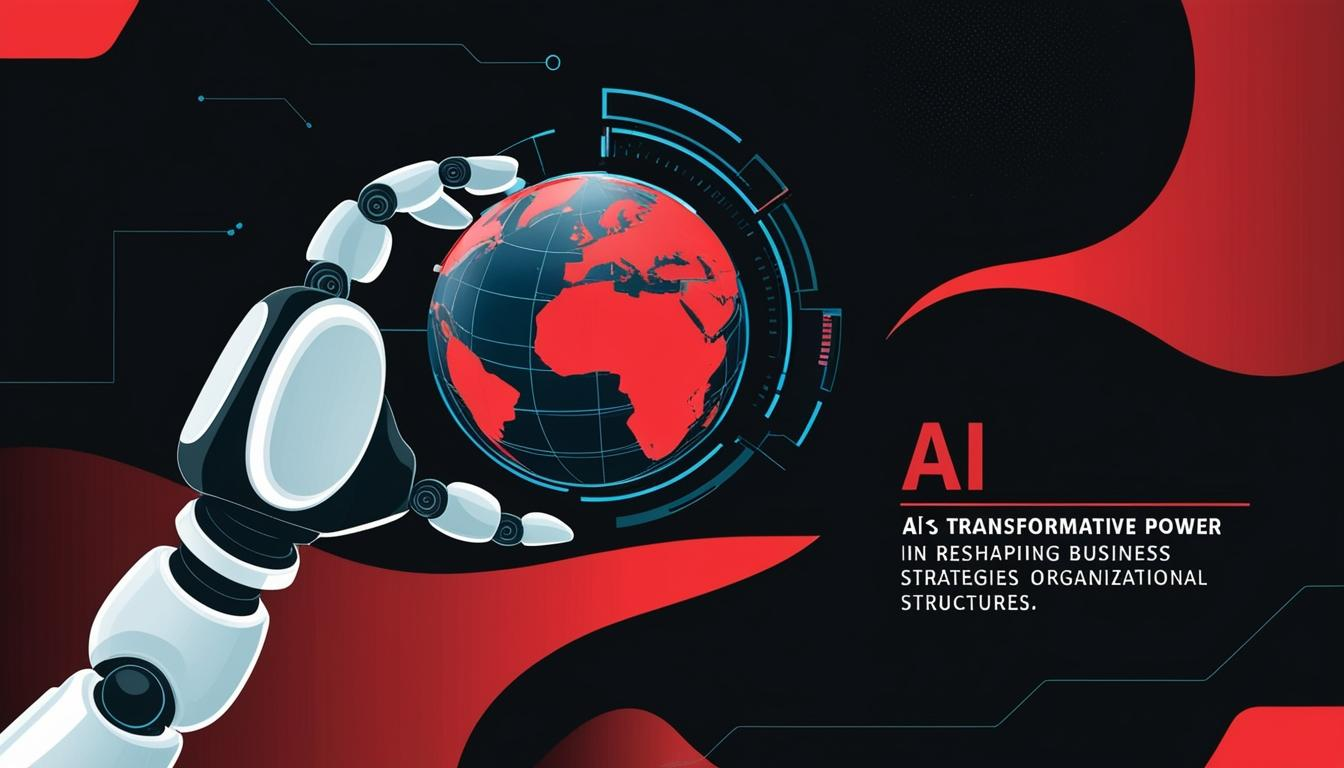 AI
AI's TRANSFORMATIVE POWER
IN RESHAPIING BUSINESS
STRATEGIES ORGANIZATIONAL
STRUCTURES.